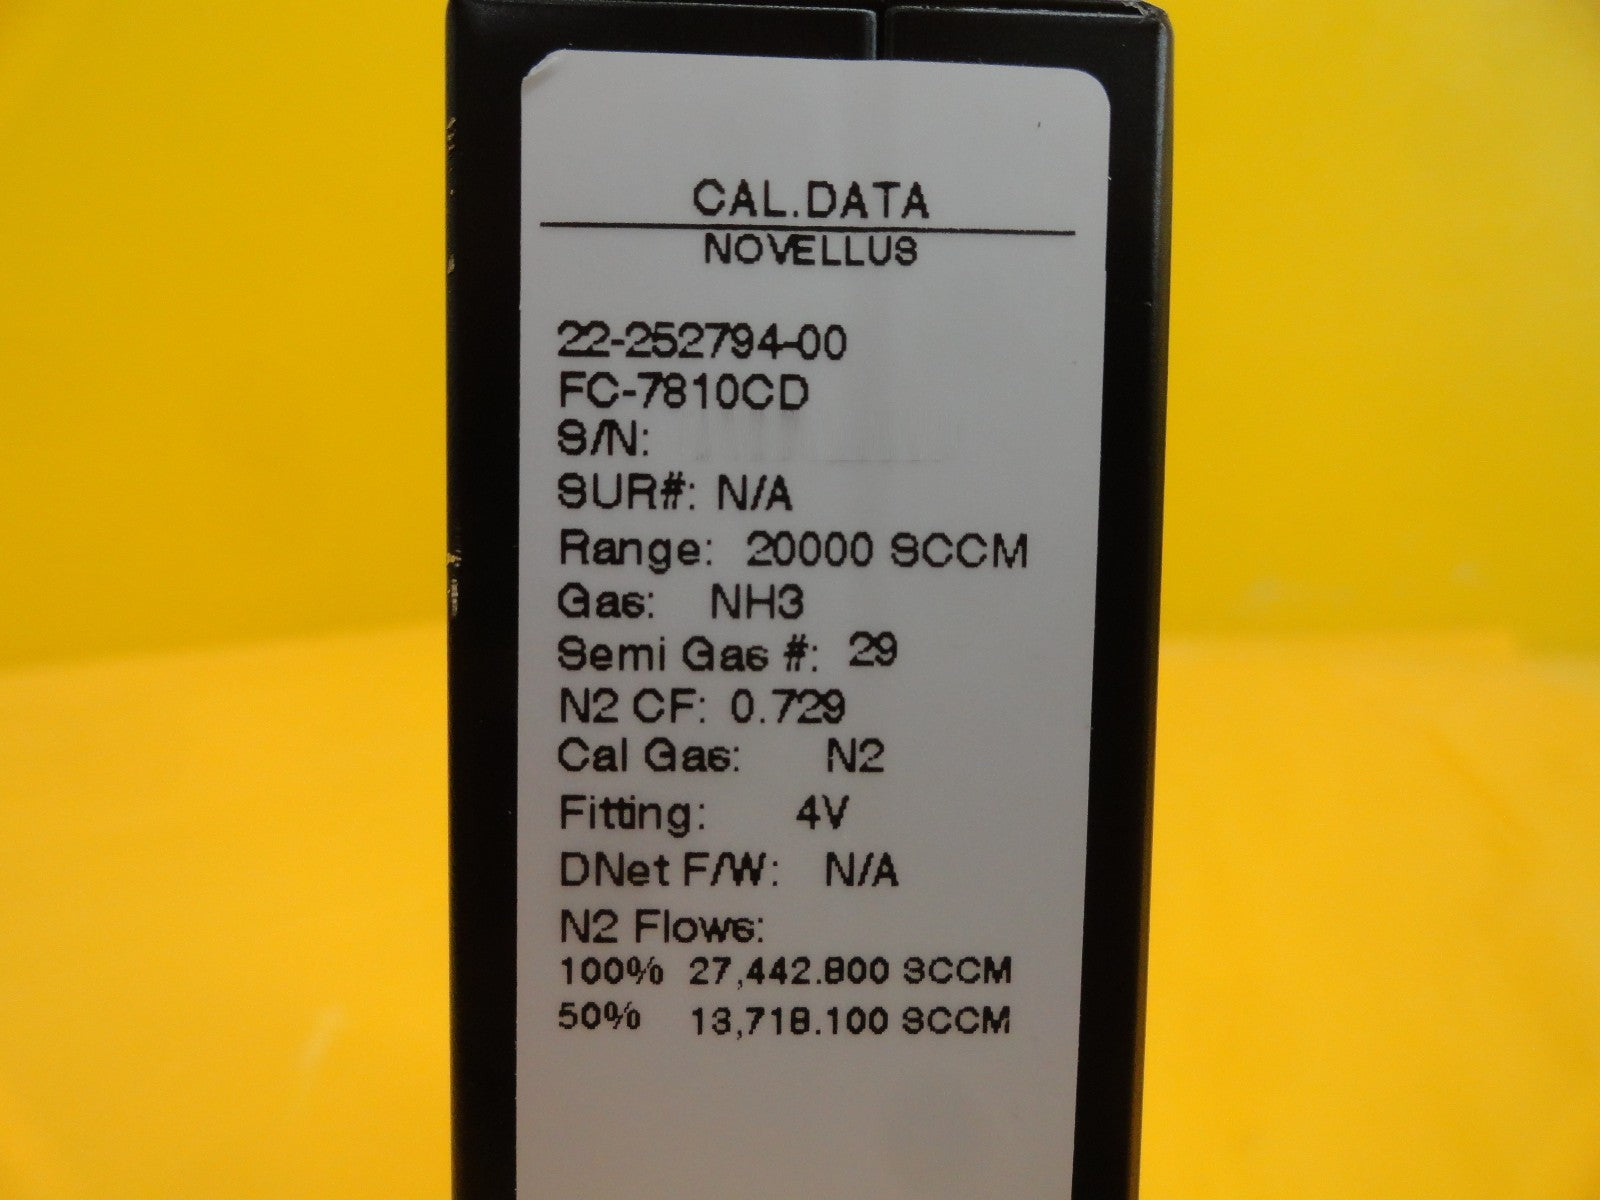 CAL.DATA
NOVELLUS
22-252794-00
FC-7810CD
S/N:
SUR#: N/A
Range: 20000 SCCM
Gas: NH3
Semi Gas #: 29
N2 CF: 0.729
Cal Gas: N2
Fitting: 4V
DNet F/W: N/A
N2 Flows:
100% 27,442.800 SCCM
50% 13,718.100 SCCM